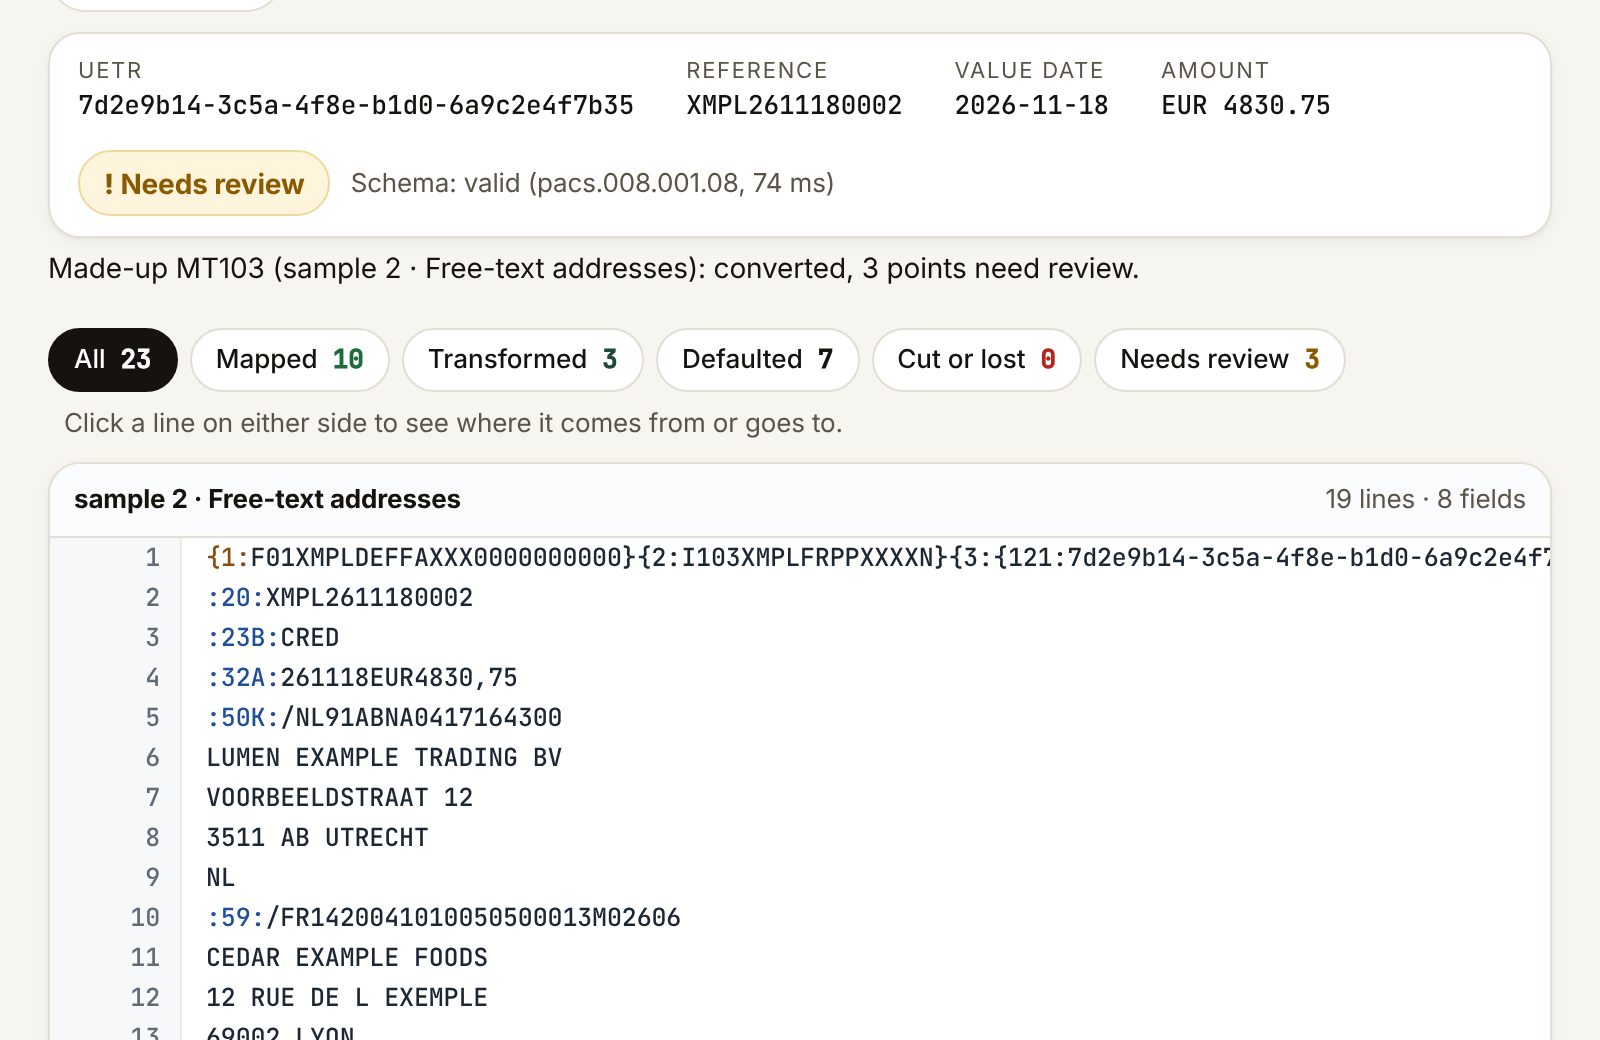 UETR REFERENCE VALUE DATE AMOUNT
7d2e9b14-3c5a-4f8e-b1d0-6a9c2e4f7b35 XMPL2611180002 2026-11-18 EUR 4830.75
! Needs review Schema: valid (pacs.008.001.08, 74 ms)
Made-up MT103 (sample 2 · Free-text addresses): converted, 3 points need review.
All 23 Mapped 10 Transformed 3 Defaulted 7 Cut or lost 0 Needs review 3
Click a line on either side to see where it comes from or goes to.
sample 2 · Free-text addresses 19 lines · 8 fields
1 {1:F01XMPLDEFFAXXX0000000000}{2:I103XMPLFRPPXXXXN}{3:{121:7d2e9b14-3c5a-4f8e-b1d0-6a9c2e4f7
2 :20:XMPL2611180002
3 :23B:CRED
4 :32A:261118EUR4830,75
5 :50K:/NL91ABNA0417164300
6 LUMEN EXAMPLE TRADING BV
7 VOORBEELDSTRAAT 12
8 3511 AB UTRECHT
9 NL
10 :59:/FR1420041010050500013M02606
11 CEDAR EXAMPLE FOODS
12 12 RUE DE L EXEMPLE
13 69002 LYON